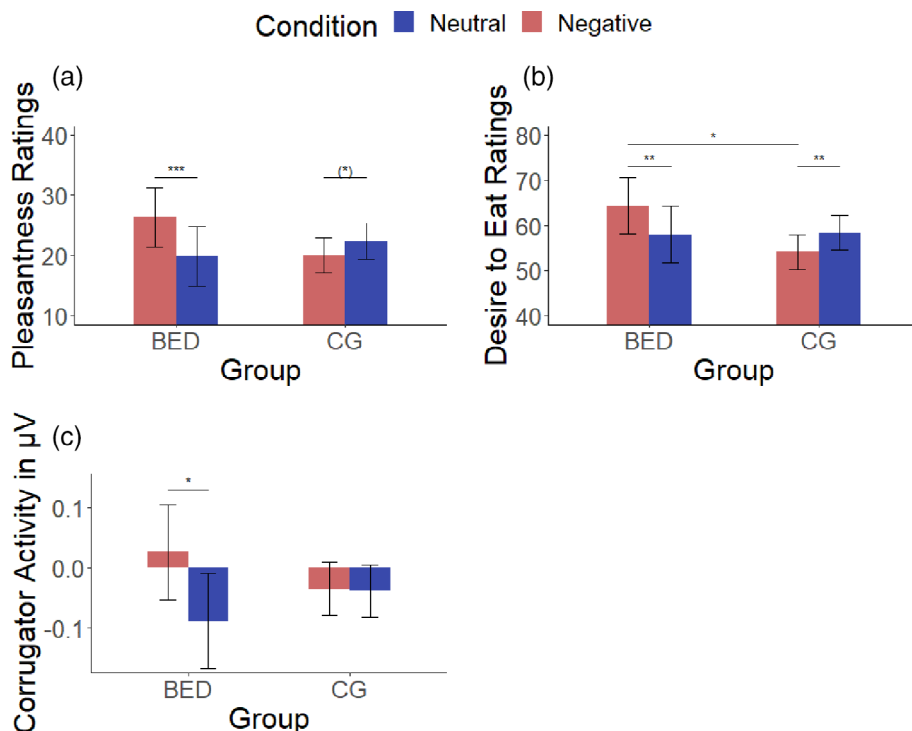 Condition Neutral Negative
(a)
Pleasantness Ratings
40
30
20
10
***
(*)
BED CG
Group
(b)
Desire to Eat Ratings
80
70
60
50
40
*
**
**
BED CG
Group
(c)
Corrugator Activity in µV
0.1
0.0
-0.1
*
BED CG
Group